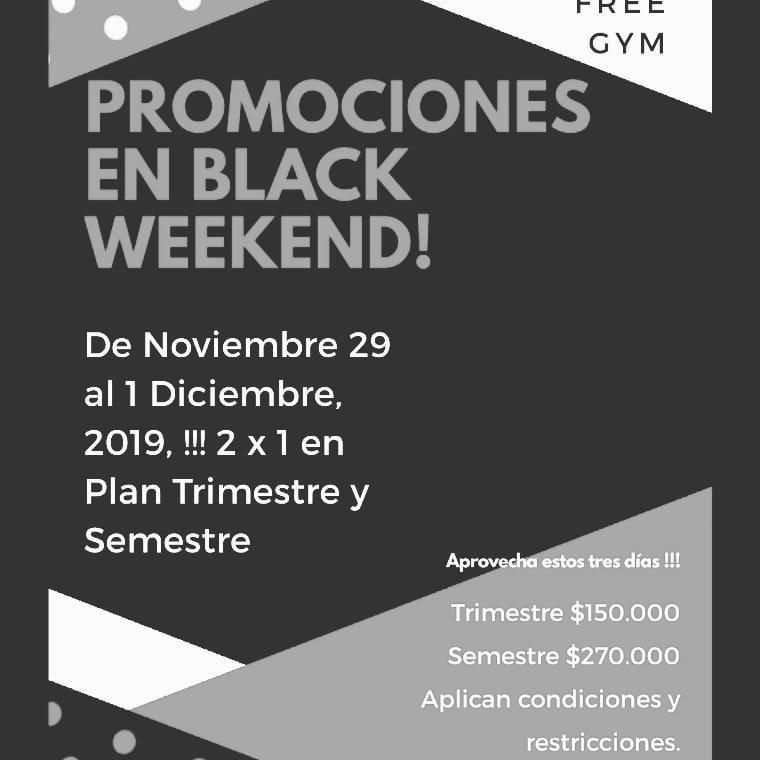 FREE
GYM
PROMOCIONES
EN BLACK
WEEKEND!
De Noviembre 29
al 1 Diciembre,
2019, !!! 2 x 1 en
Plan Trimestre y
Semestre
Aprovecha estos tres días !!!
Trimestre $150.000
Semestre $270.000
Aplican condiciones y
restricciones.